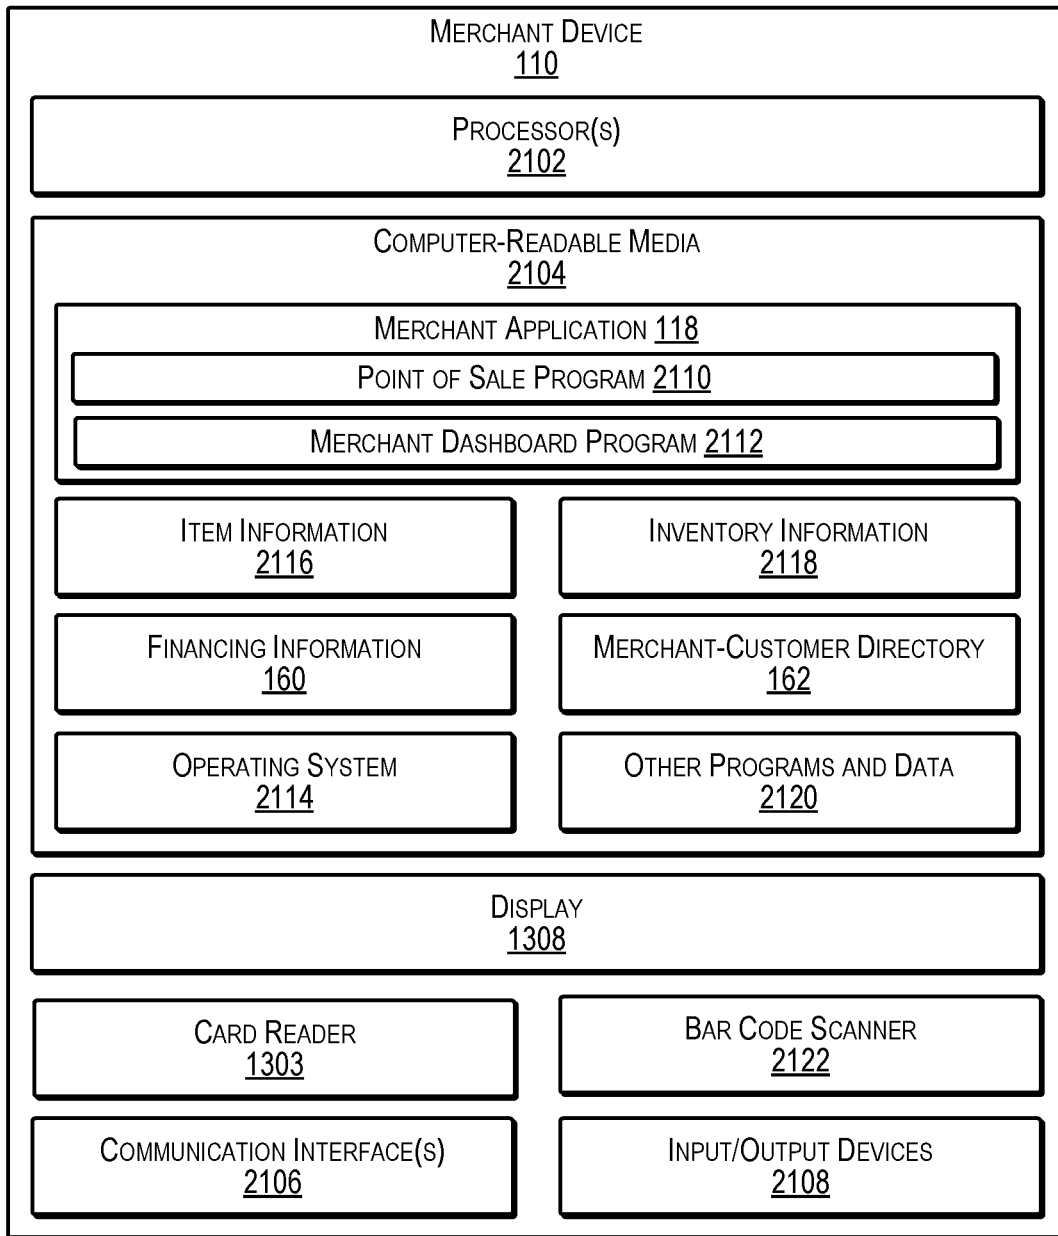 MERCHANT DEVICE
110
PROCESSOR(S)
2102
COMPUTER-READABLE MEDIA
2104
MERCHANT APPLICATION 118
POINT OF SALE PROGRAM 2110
MERCHANT DASHBOARD PROGRAM 2112
ITEM INFORMATION
2116
INVENTORY INFORMATION
2118
FINANCING INFORMATION
160
MERCHANT-CUSTOMER DIRECTORY
162
OPERATING SYSTEM
2114
OTHER PROGRAMS AND DATA
2120
DISPLAY
1308
CARD READER
1303
BAR CODE SCANNER
2122
COMMUNICATION INTERFACE(S)
2106
INPUT/OUTPUT DEVICES
2108